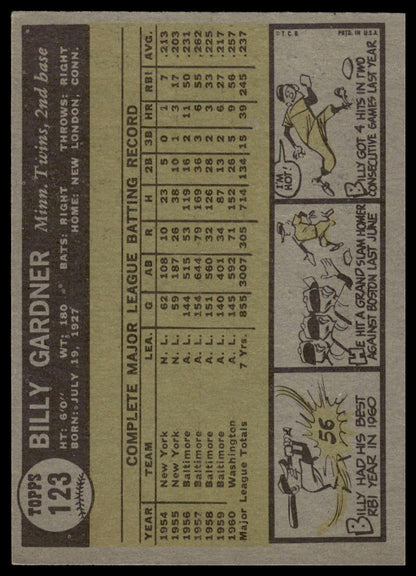 TOPPS
123
BILLY GARDNER
Minn. Twins, 2nd base
HT: 6'0" WT: 180 BATS: RIGHT THROWS: RIGHT
BORN: JULY 19, 1927 HOME: NEW LONDON, CONN.
COMPLETE MAJOR LEAGUE BATTING RECORD
YEAR TEAM LEA. G AB R H 2B 3B HR RBI AVG.
1954 New York N. L. 62 108 10 23 5 0 1 7 .213
1955 New York N. L. 59 187 26 38 10 1 3 17 .203
1956 Baltimore A. L. 144 515 53 119 16 2 11 50 .231
1957 Baltimore A. L. 154 644 79 169 36 3 6 55 .262
1958 Baltimore A. L. 151 560 32 126 28 2 3 33 .225
1959 Baltimore A. L. 140 401 34 87 13 2 6 27 .217
1960 Washington A. L. 145 592 71 152 26 5 9 56 .257
Major League Totals 7 Yrs. 855 3007 305 714 134 15 39 245 .237
56
BILLY HAD HIS BEST
RBI YEAR IN 1960
HE HIT A GRAND SLAM HOMER
AGAINST BOSTON LAST JUNE
© T.C.G. PRTD. IN U.S.A.
I'M
HOT!
BILLY GOT 4 HITS IN TWO
CONSECUTIVE GAMES LAST YEAR